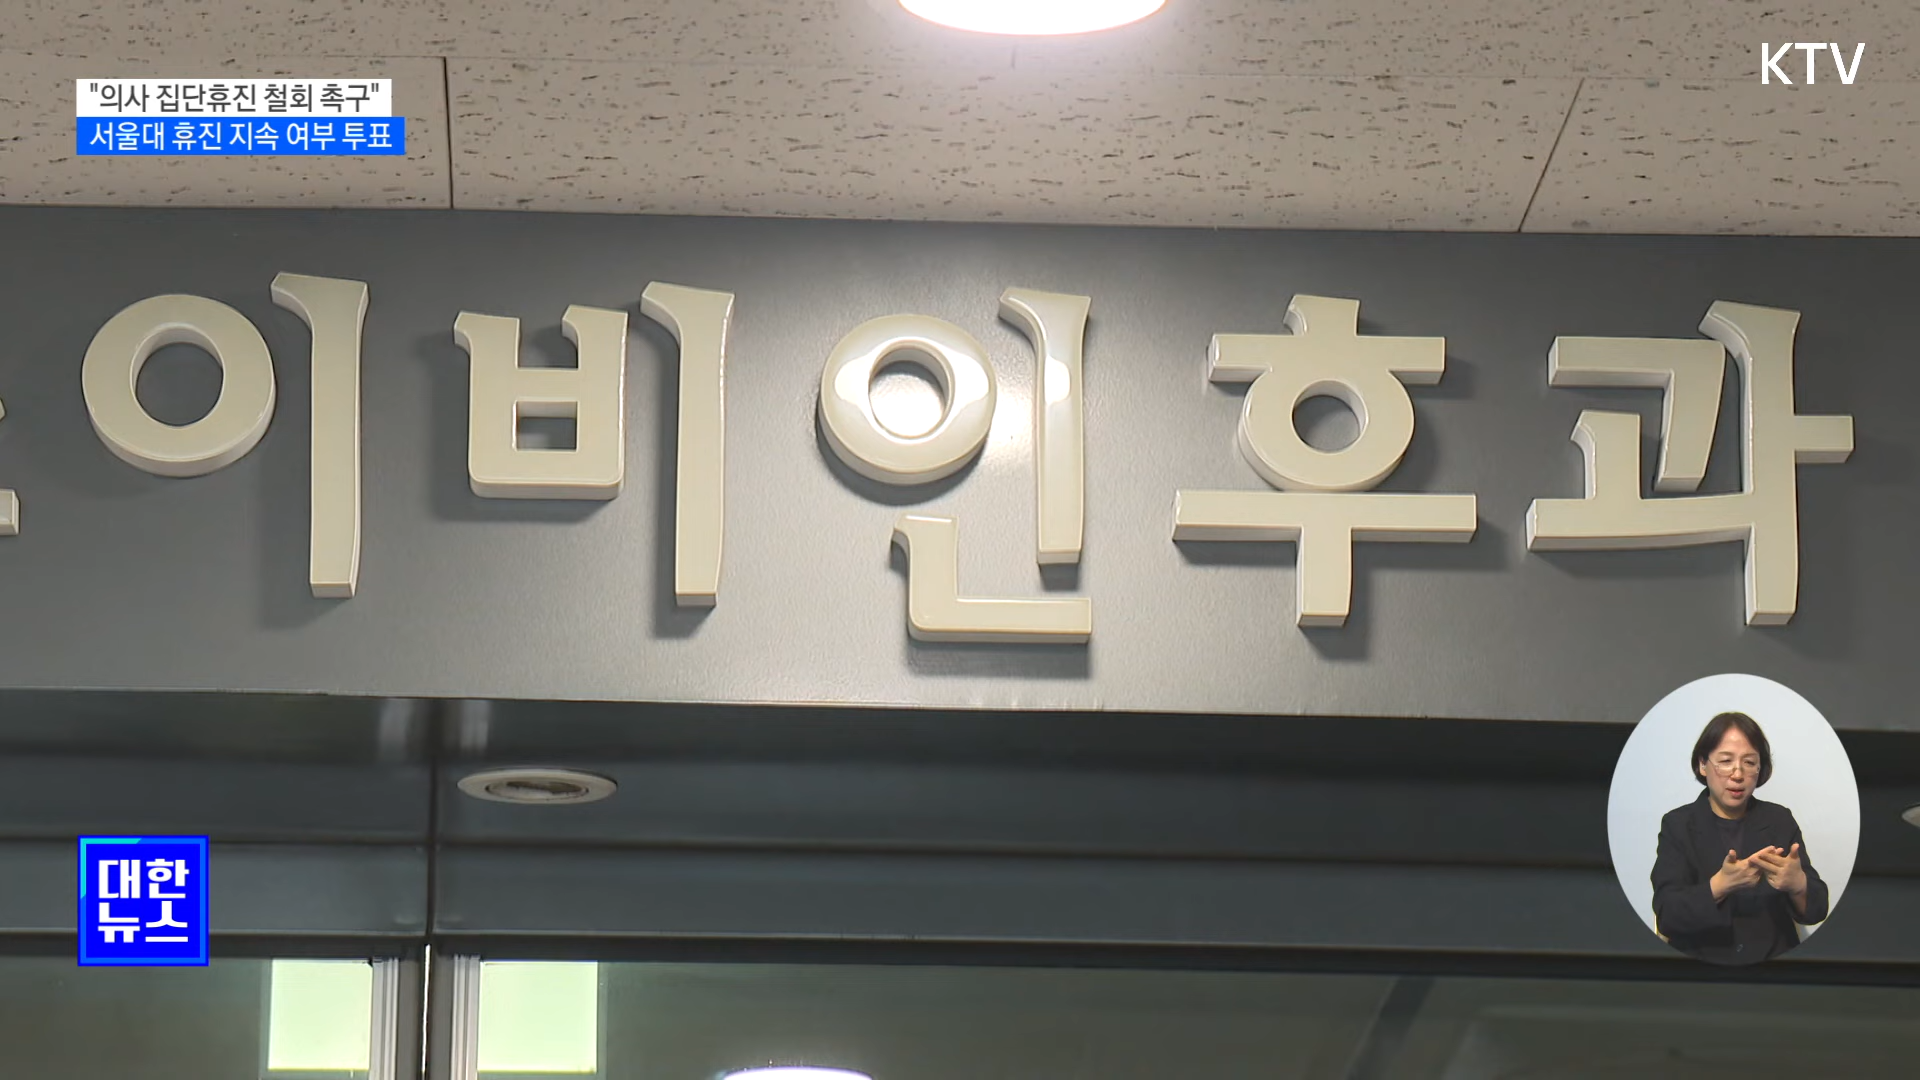 KTV
"의사 집단휴진 철회 촉구"
서울대 휴진 지속 여부 투표
이비인후과
대한
뉴스